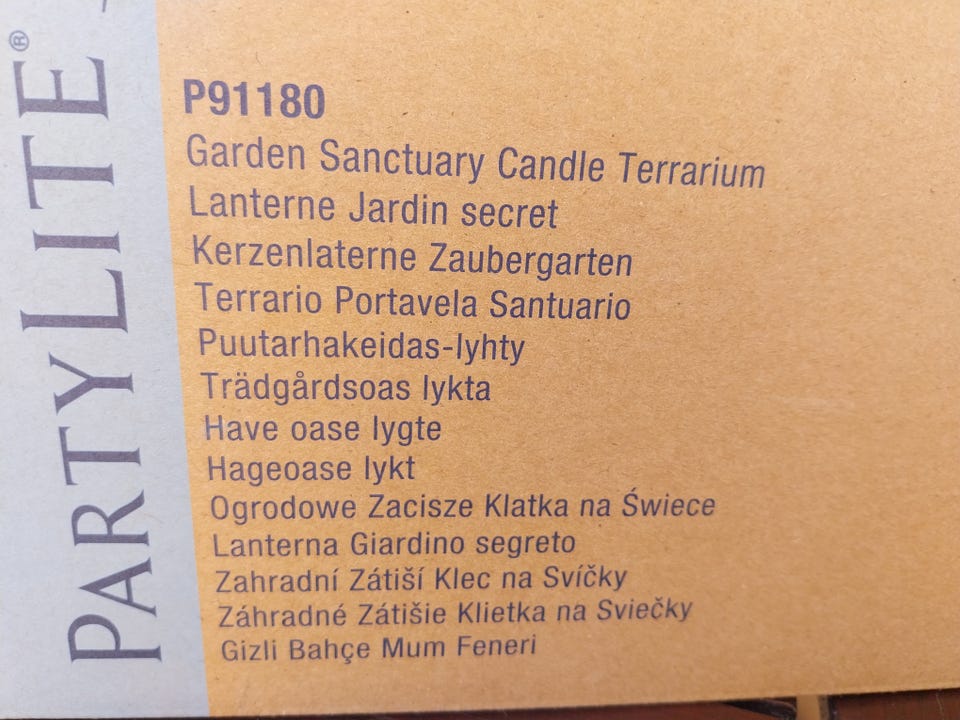 PARTYLITE®
P91180
Garden Sanctuary Candle Terrarium
Lanterne Jardin secret
Kerzenlaterne Zaubergarten
Terrario Portavela Santuario
Puutarhakeidas-lyhty
Trädgårdsoas lykta
Have oase lygte
Hageoase lykt
Ogrodowe Zacisze Klatka na Świece
Lanterna Giardino segreto
Zahradní Zátiší Klec na Svíčky
Záhradné Zátišie Klietka na Sviečky
Gizli Bahçe Mum Feneri